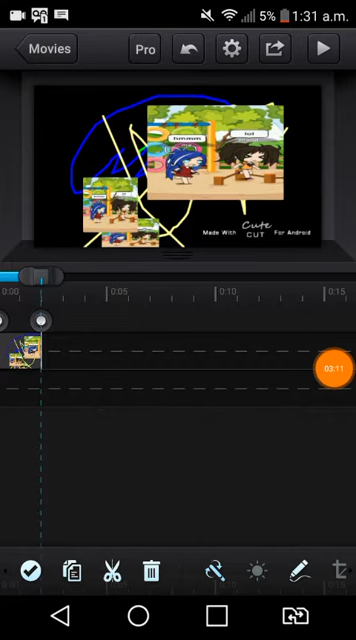 5% 1:31 a.m.
Movies
Pro
hmmm
lol
Made With Cute CUT For Android
0:00 0:05 0:10 0:15
03:11